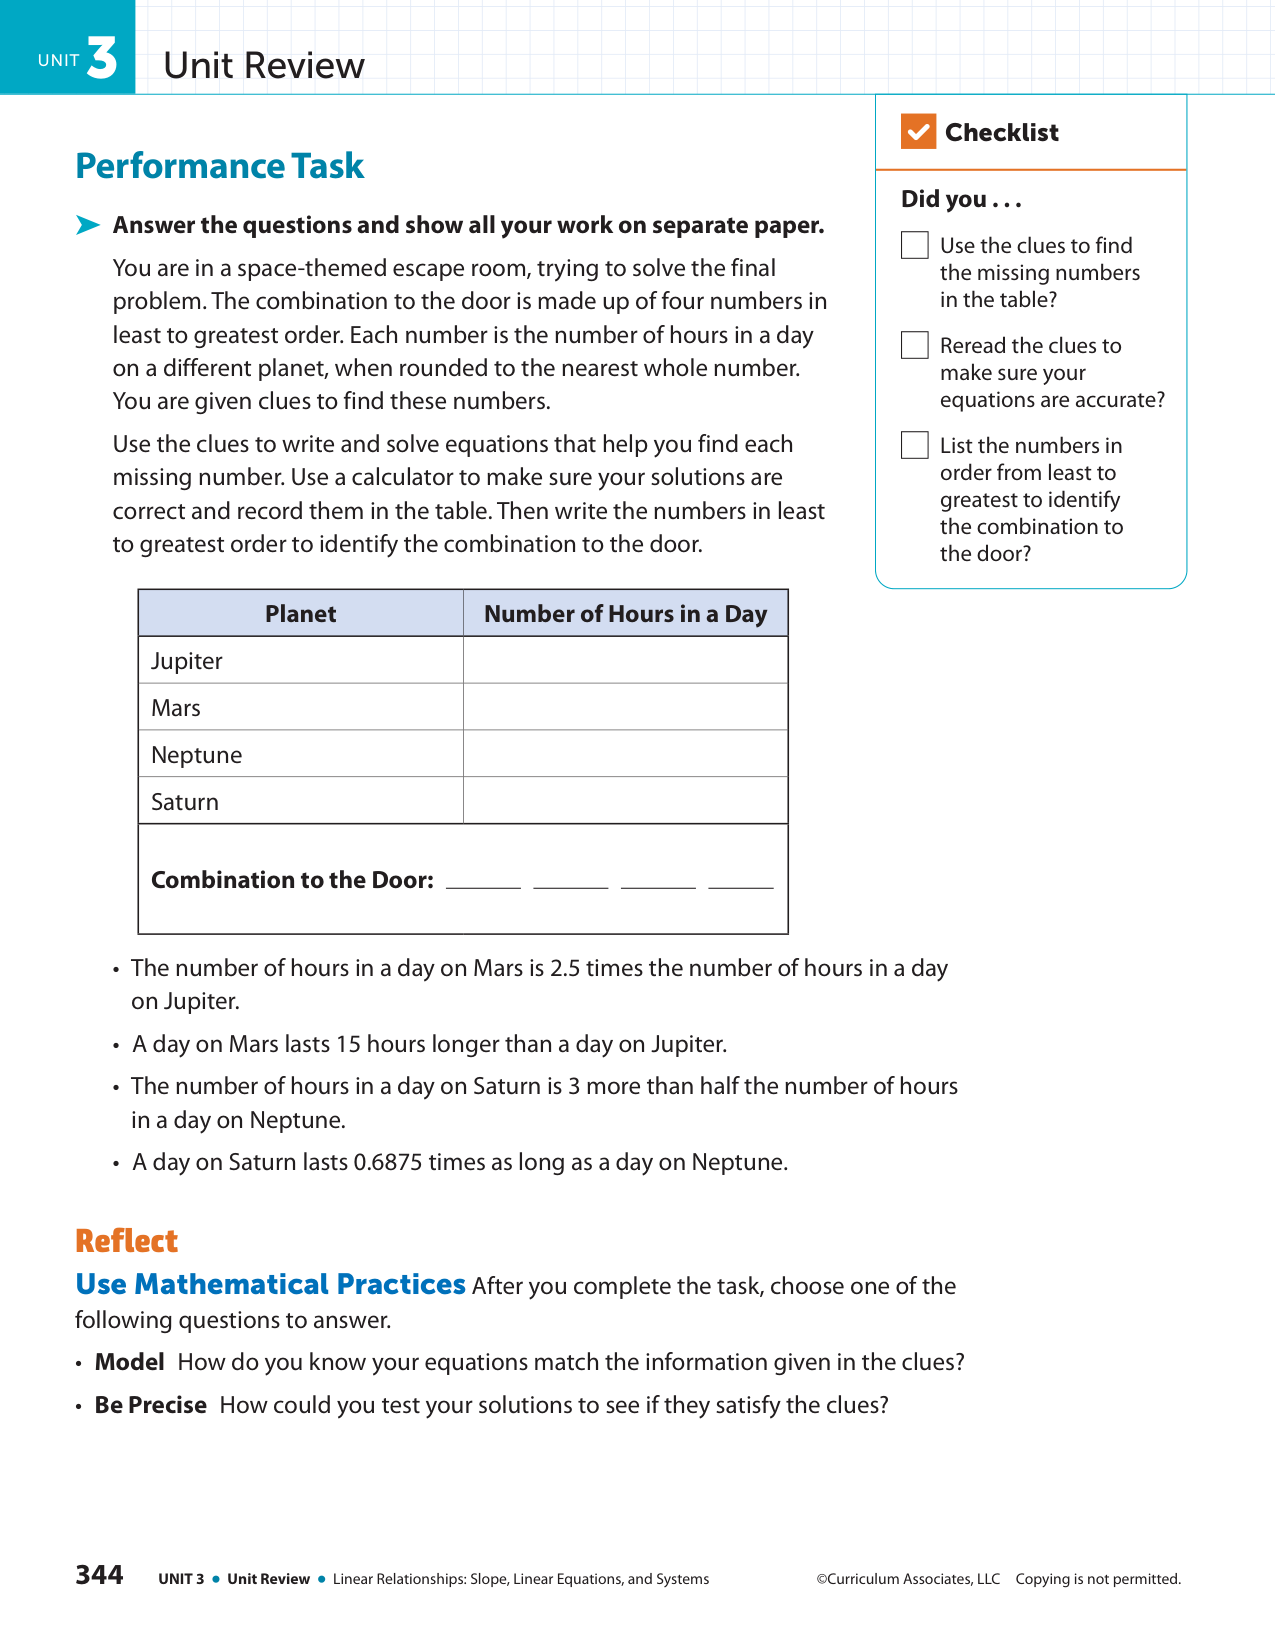 UNIT 3 Unit Review
Performance Task
Answer the questions and show all your work on separate paper.
You are in a space-themed escape room, trying to solve the final
problem. The combination to the door is made up of four numbers in
least to greatest order. Each number is the number of hours in a day
on a different planet, when rounded to the nearest whole number.
You are given clues to find these numbers.
Use the clues to write and solve equations that help you find each
missing number. Use a calculator to make sure your solutions are
correct and record them in the table. Then write the numbers in least
to greatest order to identify the combination to the door.
Checklist
Did you . . .
Use the clues to find
the missing numbers
in the table?
Reread the clues to
make sure your
equations are accurate?
List the numbers in
order from least to
greatest to identify
the combination to
the door?
Planet Number of Hours in a Day
Jupiter
Mars
Neptune
Saturn
Combination to the Door:
• The number of hours in a day on Mars is 2.5 times the number of hours in a day
on Jupiter.
• A day on Mars lasts 15 hours longer than a day on Jupiter.
• The number of hours in a day on Saturn is 3 more than half the number of hours
in a day on Neptune.
• A day on Saturn lasts 0.6875 times as long as a day on Neptune.
Reflect
Use Mathematical Practices After you complete the task, choose one of the
following questions to answer.
• Model How do you know your equations match the information given in the clues?
• Be Precise How could you test your solutions to see if they satisfy the clues?
344 UNIT 3 • Unit Review • Linear Relationships: Slope, Linear Equations, and Systems ©Curriculum Associates, LLC Copying is not permitted.